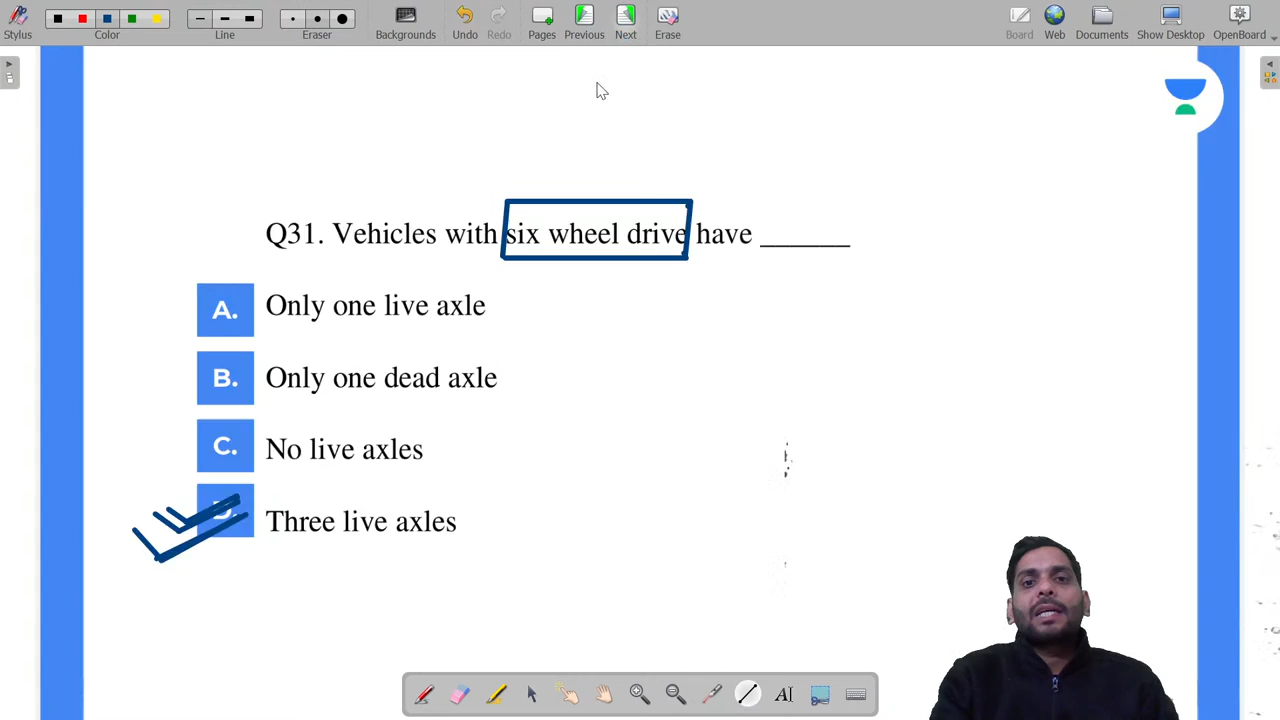 Stylus
Color
Line
Eraser
Backgrounds
Undo
Redo
Pages
Previous
Next
Erase
Board
Web
Documents
Show Desktop
OpenBoard
Q31. Vehicles with six wheel drive have ______
A. Only one live axle
B. Only one dead axle
C. No live axles
D. Three live axles
AI